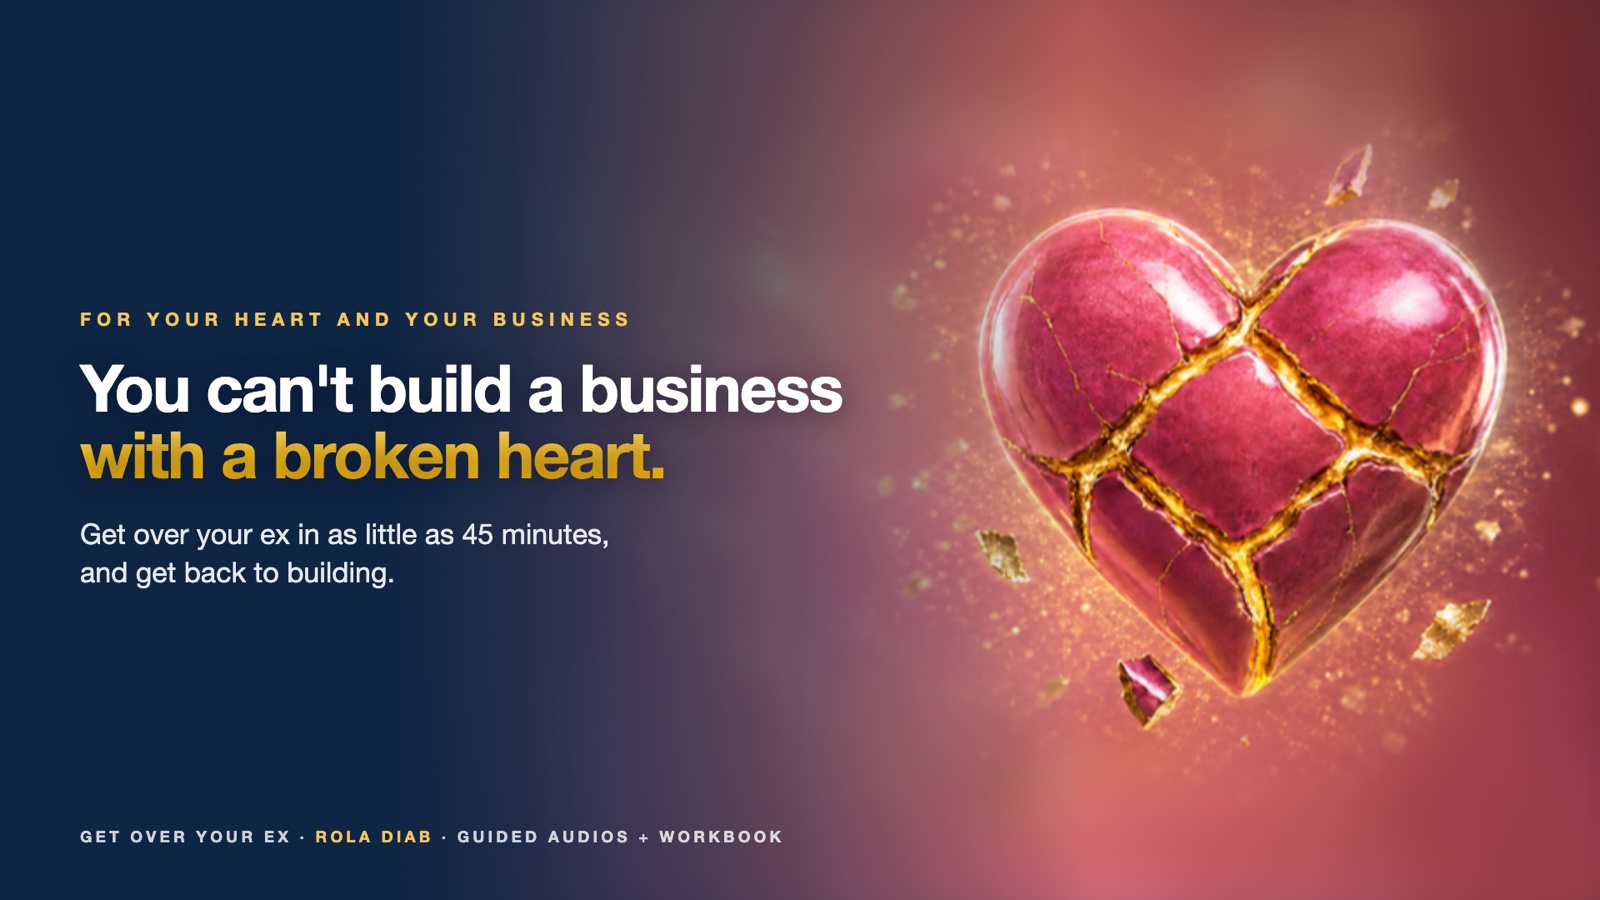 FOR YOUR HEART AND YOUR BUSINESS
You can't build a business
with a broken heart.
Get over your ex in as little as 45 minutes,
and get back to building.
GET OVER YOUR EX · ROLA DIAB · GUIDED AUDIOS + WORKBOOK